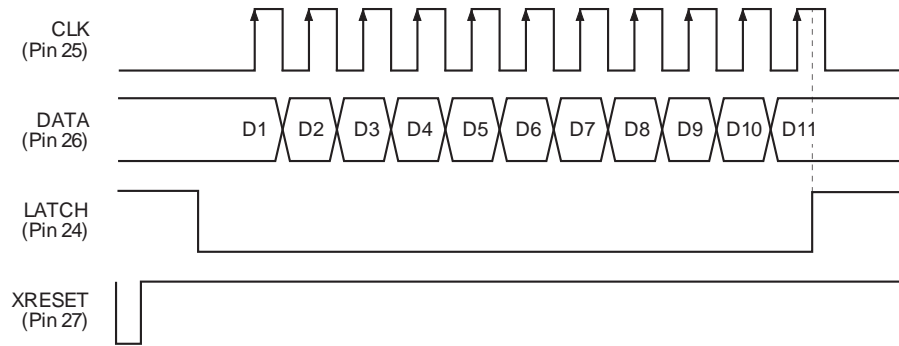 CLK
(Pin 25)
DATA
(Pin 26)
D1 D2 D3 D4 D5 D6 D7 D8 D9 D10 D11
LATCH
(Pin 24)
XRESET
(Pin 27)